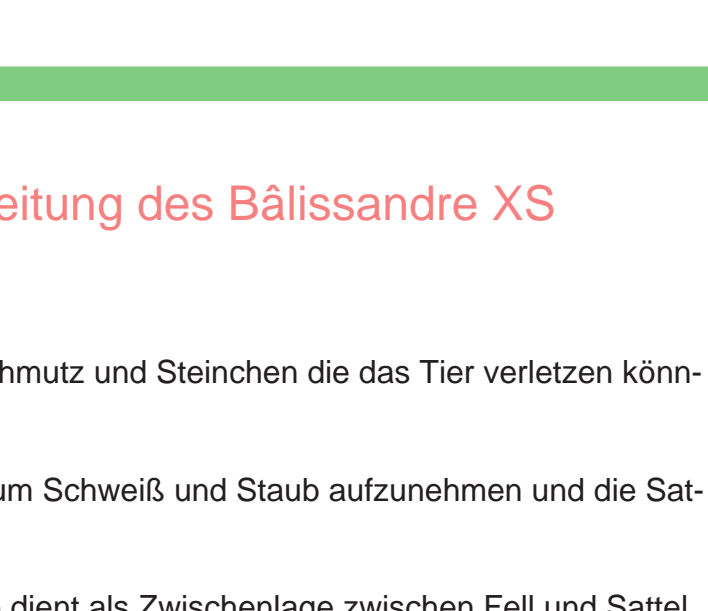 eitung des Bâlissandre XS
hmutz und Steinchen die das Tier verletzen könn-
um Schweiß und Staub aufzunehmen und die Sat-
dient als Zwischenlage zwischen Fell und Sattel